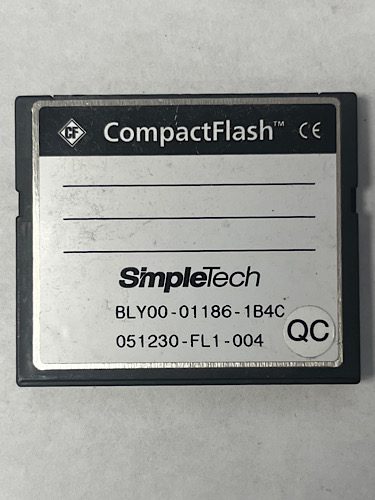 CF CompactFlash™ CE
SimpleTech
BLY00-01186-1B4C
051230-FL1-004
QC